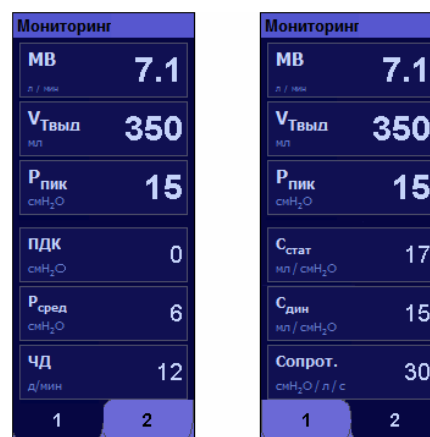 Мониторинг
МВ 7.1
л / мин
VТвыд 350
мл
Pпик 15
смH₂O
ПДК 0
смH₂O
Pсред 6
смH₂O
ЧД 12
д/мин
1 2
Мониторинг
МВ 7.1
л / мин
VТвыд 350
мл
Pпик 15
смH₂O
Cстат 17
мл / смH₂O
Cдин 15
мл / смH₂O
Сопрот. 30
смH₂O / л / с
1 2